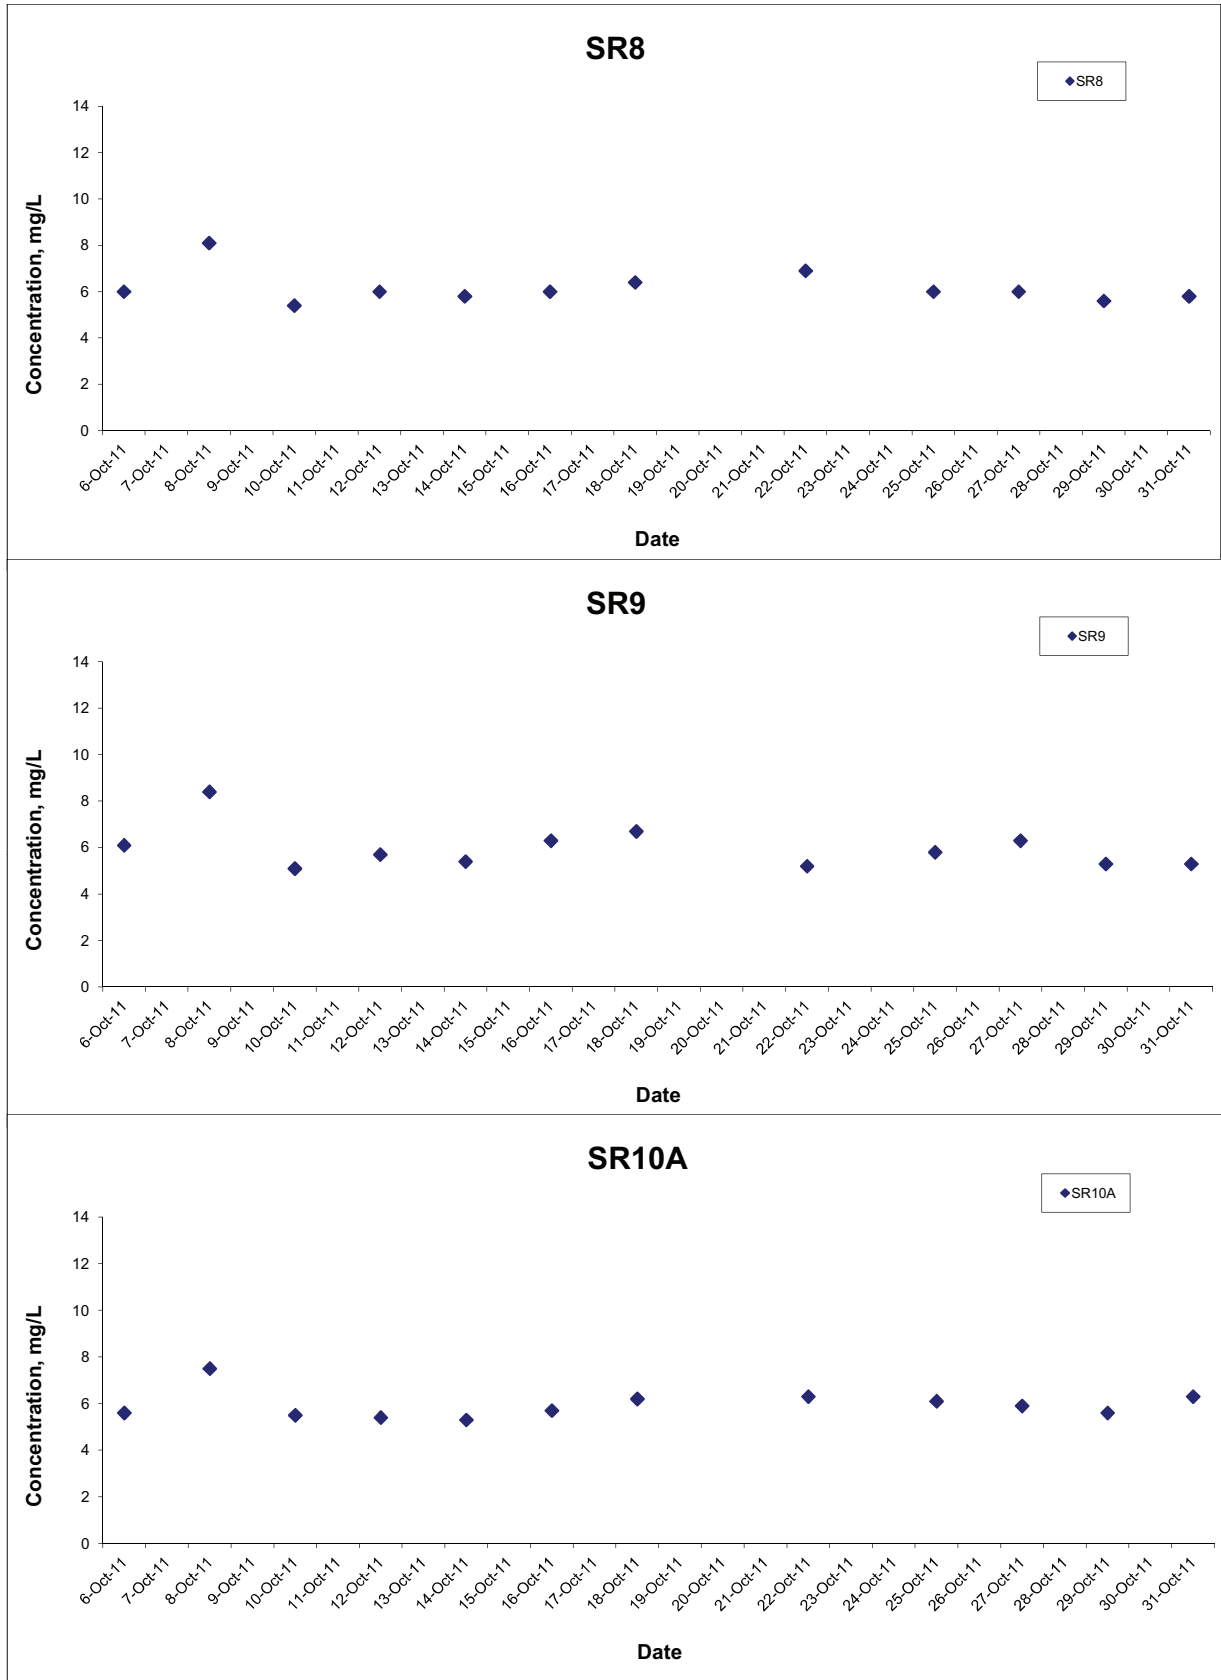 SR8
SR8
14
12
10
8
6
4
2
0
Concentration, mg/L
6-Oct-11 7-Oct-11 8-Oct-11 9-Oct-11 10-Oct-11 11-Oct-11 12-Oct-11 13-Oct-11 14-Oct-11 15-Oct-11 16-Oct-11 17-Oct-11 18-Oct-11 19-Oct-11 20-Oct-11 21-Oct-11 22-Oct-11 23-Oct-11 24-Oct-11 25-Oct-11 26-Oct-11 27-Oct-11 28-Oct-11 29-Oct-11 30-Oct-11 31-Oct-11
Date
SR9
SR9
14
12
10
8
6
4
2
0
Concentration, mg/L
6-Oct-11 7-Oct-11 8-Oct-11 9-Oct-11 10-Oct-11 11-Oct-11 12-Oct-11 13-Oct-11 14-Oct-11 15-Oct-11 16-Oct-11 17-Oct-11 18-Oct-11 19-Oct-11 20-Oct-11 21-Oct-11 22-Oct-11 23-Oct-11 24-Oct-11 25-Oct-11 26-Oct-11 27-Oct-11 28-Oct-11 29-Oct-11 30-Oct-11 31-Oct-11
Date
SR10A
SR10A
14
12
10
8
6
4
2
0
Concentration, mg/L
6-Oct-11 7-Oct-11 8-Oct-11 9-Oct-11 10-Oct-11 11-Oct-11 12-Oct-11 13-Oct-11 14-Oct-11 15-Oct-11 16-Oct-11 17-Oct-11 18-Oct-11 19-Oct-11 20-Oct-11 21-Oct-11 22-Oct-11 23-Oct-11 24-Oct-11 25-Oct-11 26-Oct-11 27-Oct-11 28-Oct-11 29-Oct-11 30-Oct-11 31-Oct-11
Date